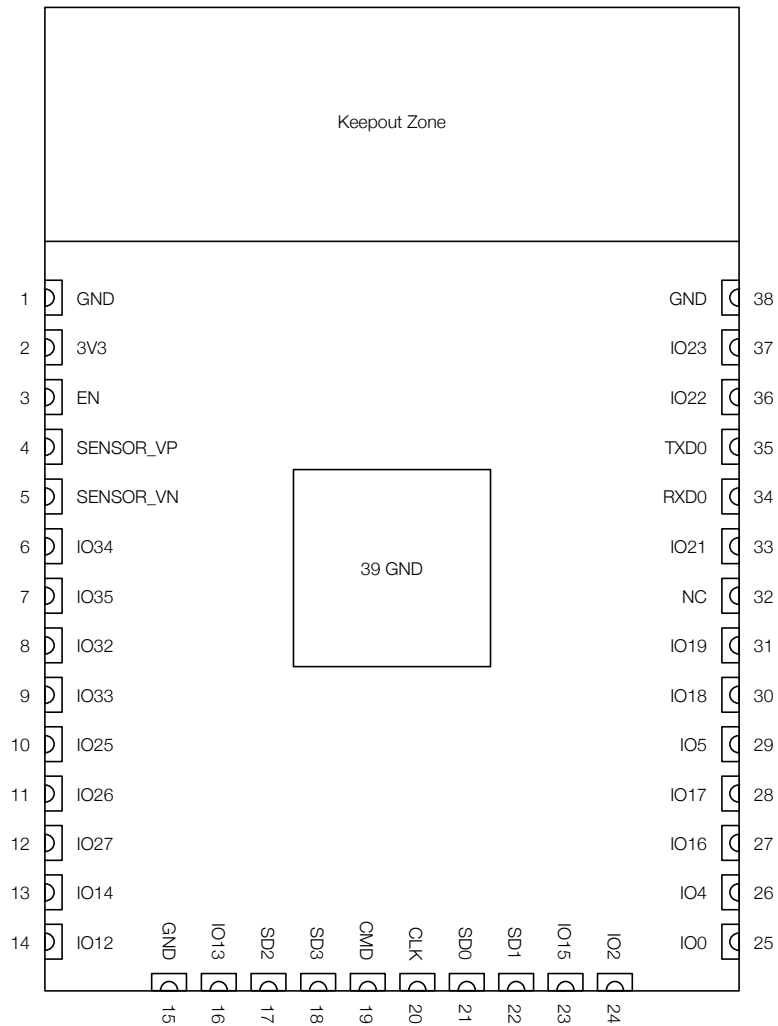 Keepout Zone
1 GND
2 3V3
3 EN
4 SENSOR_VP
5 SENSOR_VN
6 IO34
7 IO35
8 IO32
9 IO33
10 IO25
11 IO26
12 IO27
13 IO14
14 IO12
39 GND
GND 15
IO13 16
SD2 17
SD3 18
CMD 19
CLK 20
SD0 21
SD1 22
IO15 23
IO2 24
GND 38
IO23 37
IO22 36
TXD0 35
RXD0 34
IO21 33
NC 32
IO19 31
IO18 30
IO5 29
IO17 28
IO16 27
IO4 26
IO0 25